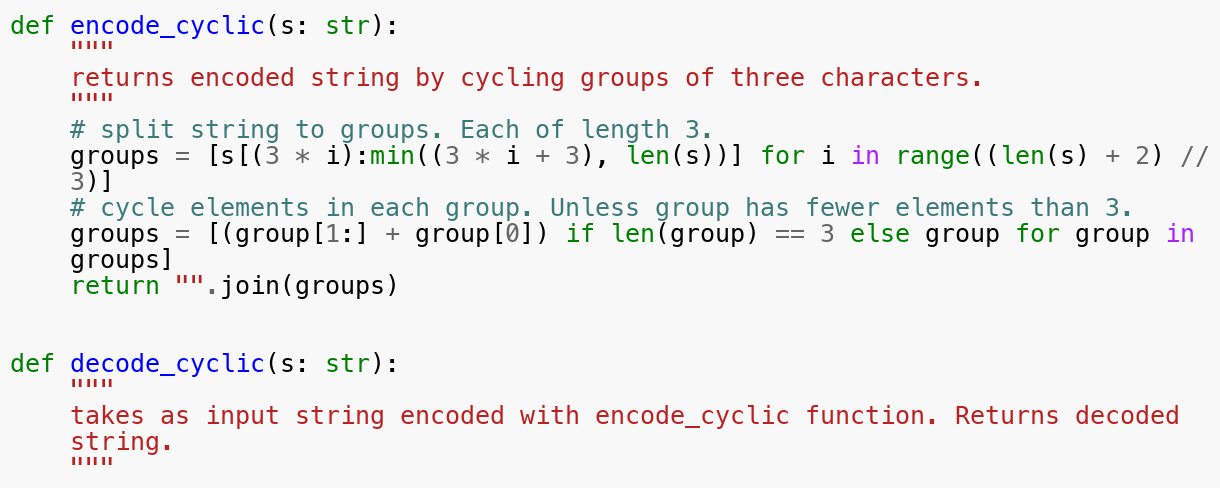 def encode_cyclic(s: str):
    """
    returns encoded string by cycling groups of three characters.
    """
    # split string to groups. Each of length 3.
    groups = [s[(3 * i):min((3 * i + 3), len(s))] for i in range((len(s) + 2) //
    3)]
    # cycle elements in each group. Unless group has fewer elements than 3.
    groups = [(group[1:] + group[0]) if len(group) == 3 else group for group in
    groups]
    return "".join(groups)


def decode_cyclic(s: str):
    """
    takes as input string encoded with encode_cyclic function. Returns decoded
    string.
    """